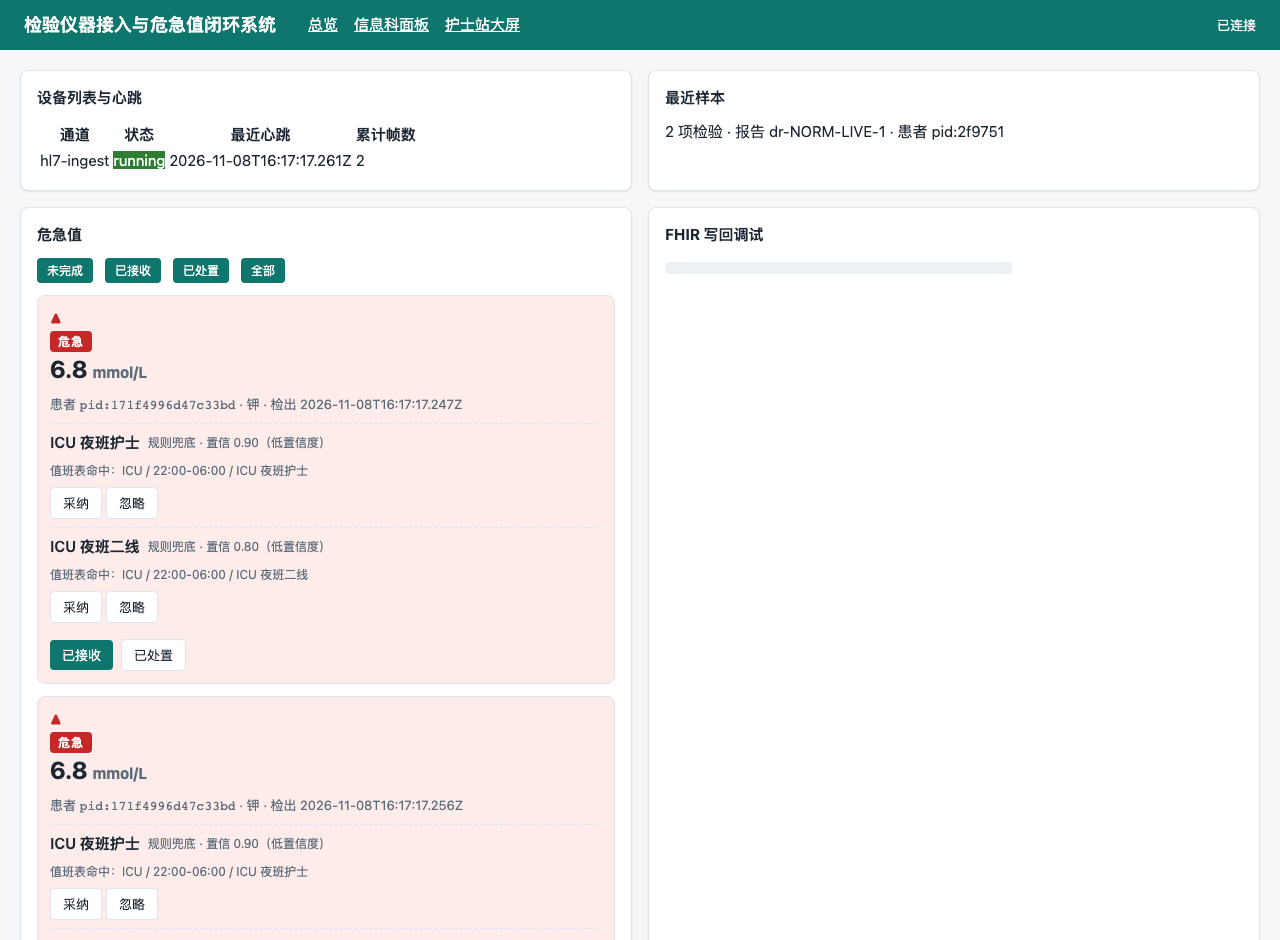 检验仪器接入与危急值闭环系统 总览 信息科面板 护士站大屏 已连接
设备列表与心跳
通道 状态 最近心跳 累计帧数
hl7-ingest running 2026-11-08T16:17:17.261Z 2
最近样本
2 项检验 · 报告 dr-NORM-LIVE-1 · 患者 pid:2f9751
危急值
未完成 已接收 已处置 全部
▲
危急
6.8 mmol/L
患者 pid:171f4996d47c33bd · 钾 · 检出 2026-11-08T16:17:17.247Z
ICU 夜班护士 规则兜底 · 置信 0.90（低置信度）
值班表命中：ICU / 22:00-06:00 / ICU 夜班护士
采纳 忽略
ICU 夜班二线 规则兜底 · 置信 0.80（低置信度）
值班表命中：ICU / 22:00-06:00 / ICU 夜班二线
采纳 忽略
已接收 已处置
▲
危急
6.8 mmol/L
患者 pid:171f4996d47c33bd · 钾 · 检出 2026-11-08T16:17:17.256Z
ICU 夜班护士 规则兜底 · 置信 0.90（低置信度）
值班表命中：ICU / 22:00-06:00 / ICU 夜班护士
采纳 忽略
FHIR 写回调试